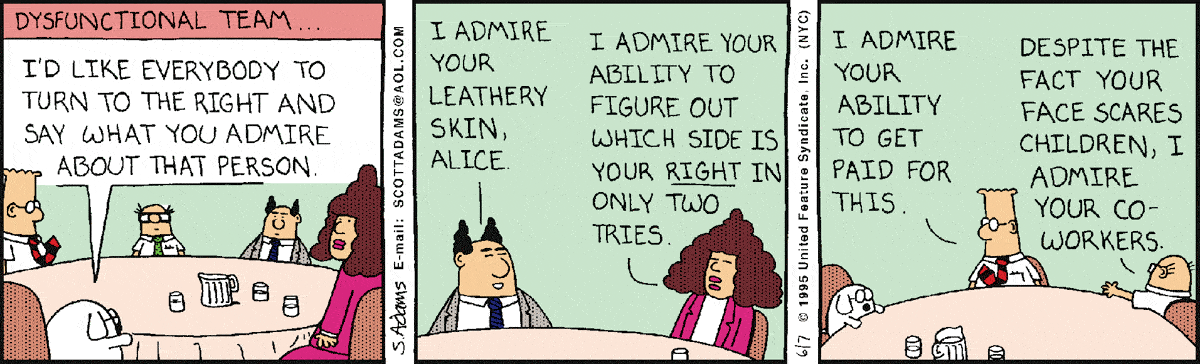 DYSFUNCTIONAL TEAM...
I'D LIKE EVERYBODY TO
TURN TO THE RIGHT AND
SAY WHAT YOU ADMIRE
ABOUT THAT PERSON.
S.Adams E-mail: SCOTTADAMS@AOL.COM
I ADMIRE
YOUR
LEATHERY
SKIN,
ALICE.
I ADMIRE YOUR
ABILITY TO
FIGURE OUT
WHICH SIDE IS
YOUR RIGHT IN
ONLY TWO
TRIES.
6/7 © 1995 United Feature Syndicate, Inc. (NYC)
I ADMIRE
YOUR
ABILITY
TO GET
PAID FOR
THIS.
DESPITE THE
FACT YOUR
FACE SCARES
CHILDREN, I
ADMIRE
YOUR CO-
WORKERS.